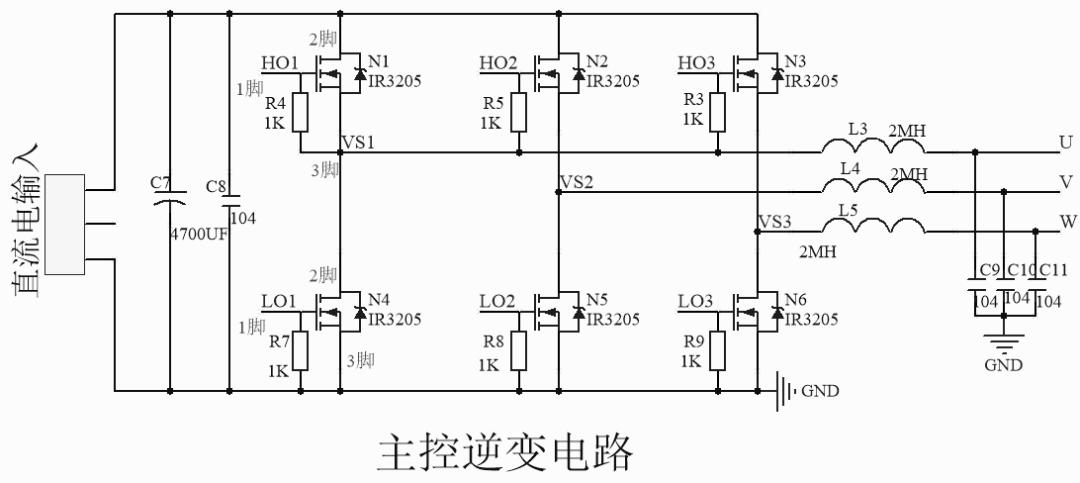 2脚
HO1
N1
IR3205
1脚
R4
1K
VS1
3脚
HO2
N2
IR3205
R5
1K
HO3
N3
IR3205
R3
1K
L3
2MH
U
L4
2MH
V
VS2
L5
W
VS3
2MH
直流电输入
C7
4700UF
C8
104
C9
104
C10
104
C11
104
GND
2脚
LO1
N4
IR3205
1脚
R7
1K
3脚
LO2
N5
IR3205
R8
1K
LO3
N6
IR3205
R9
1K
GND
主控逆变电路